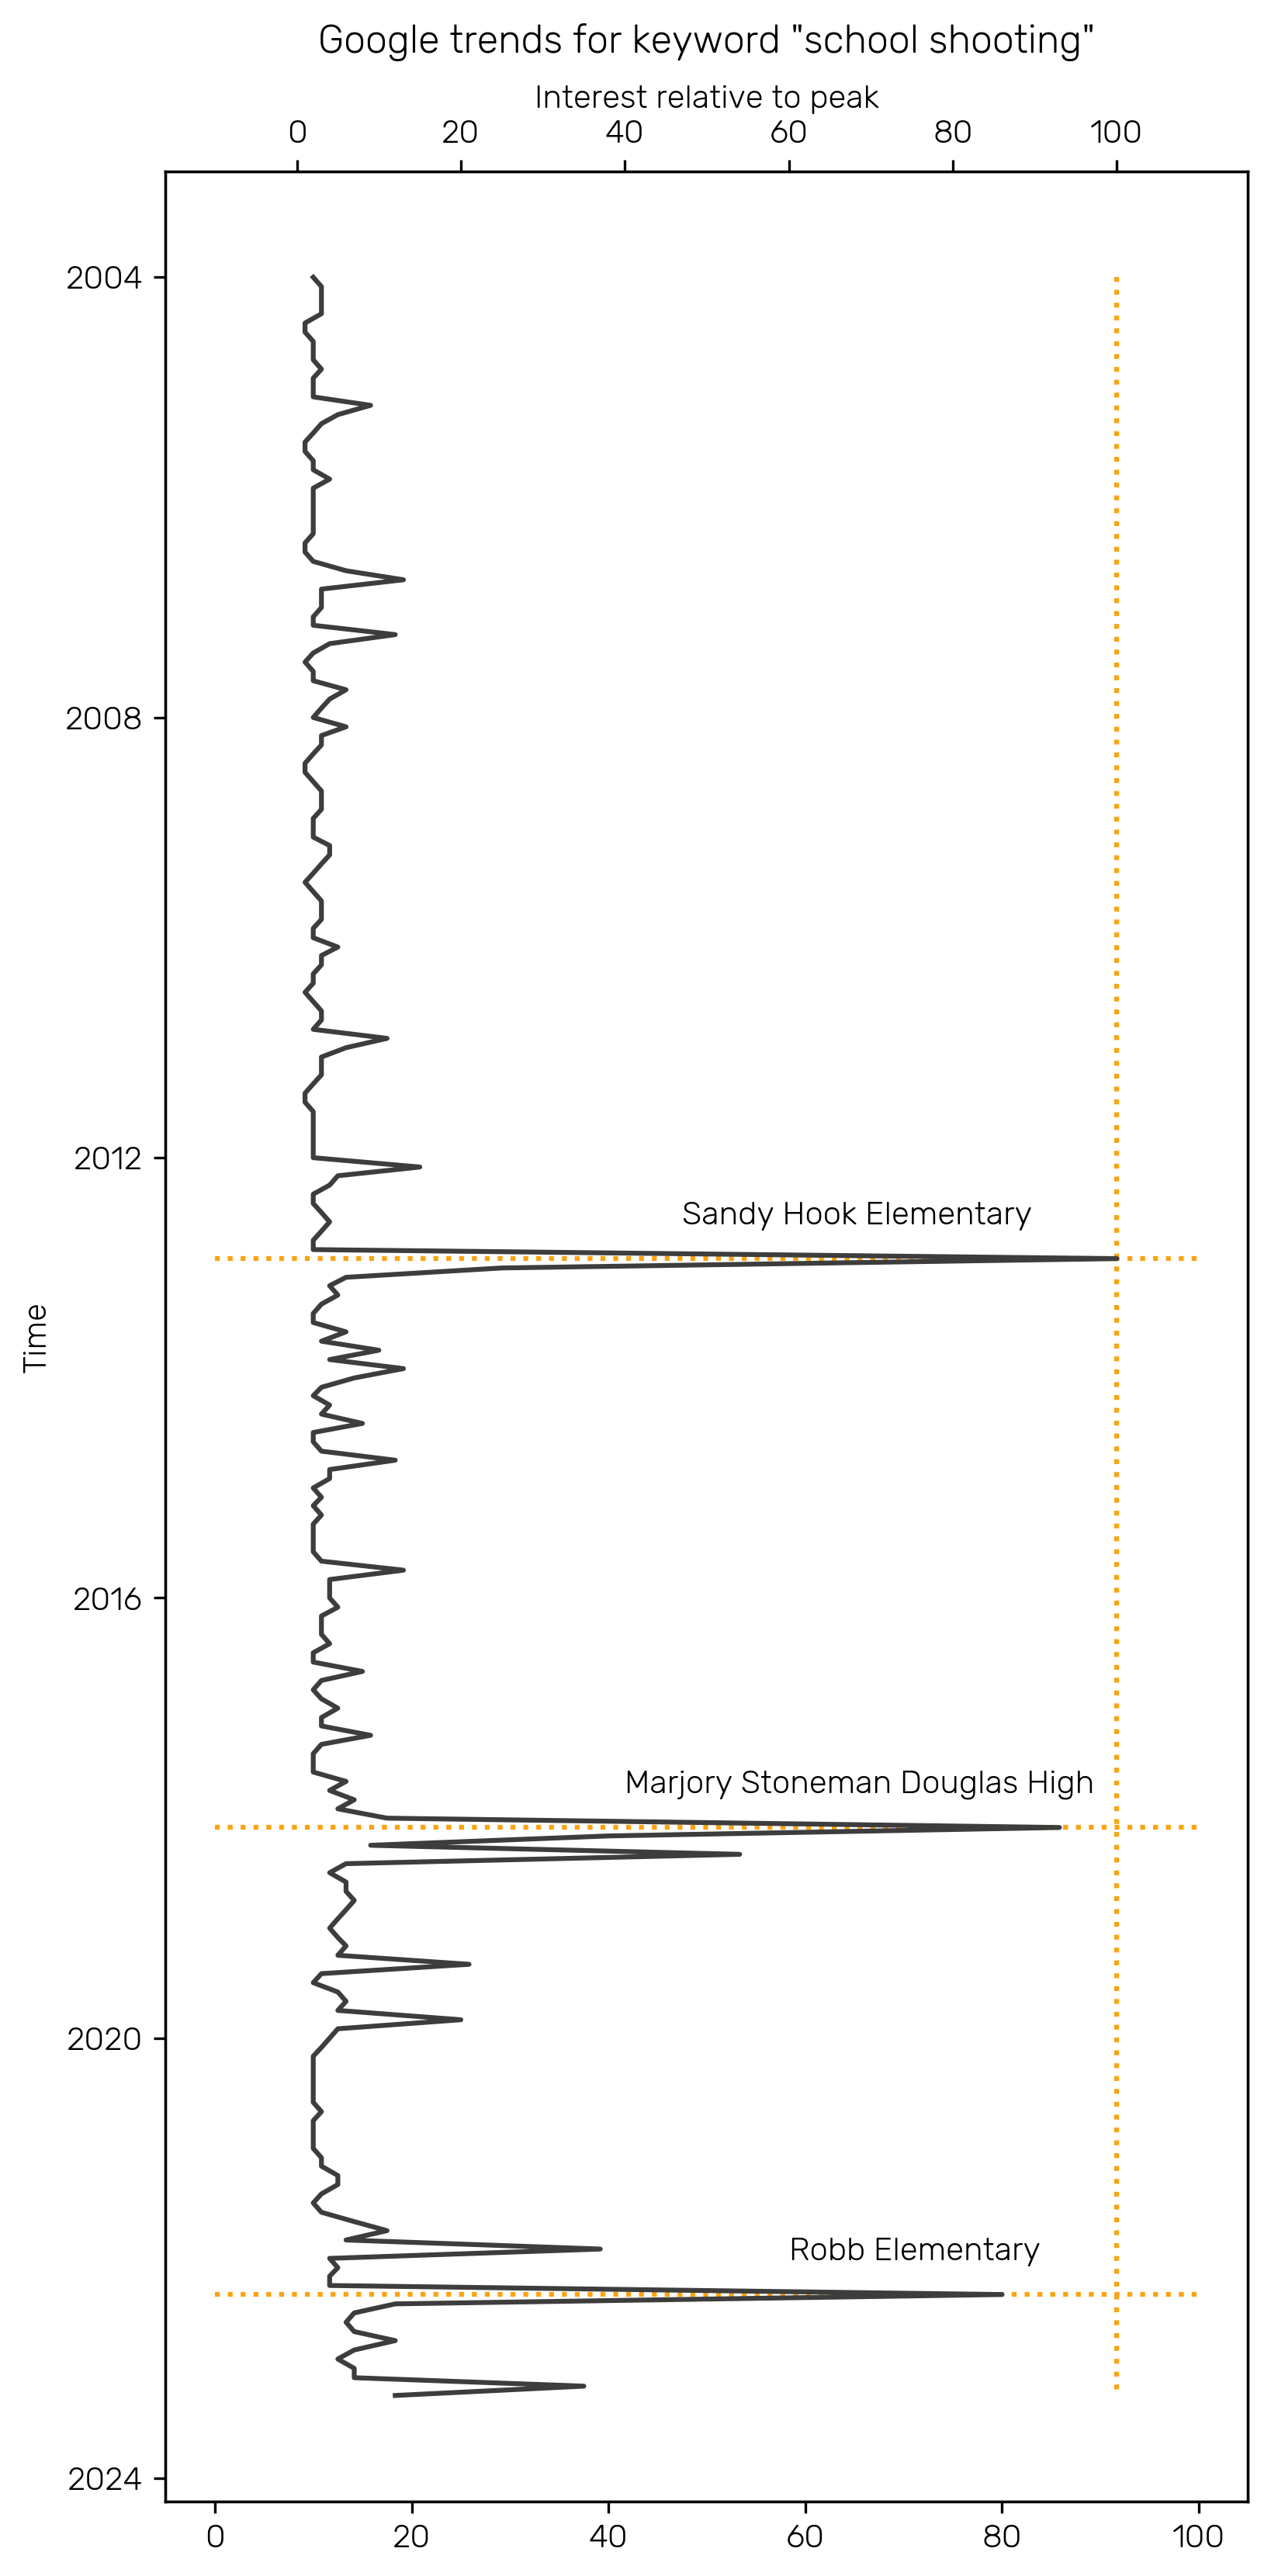 Google trends for keyword "school shooting"
Interest relative to peak
0 20 40 60 80 100
2004
2008
2012
Sandy Hook Elementary
Time
2016
Marjory Stoneman Douglas High
2020
Robb Elementary
2024
0 20 40 60 80 100